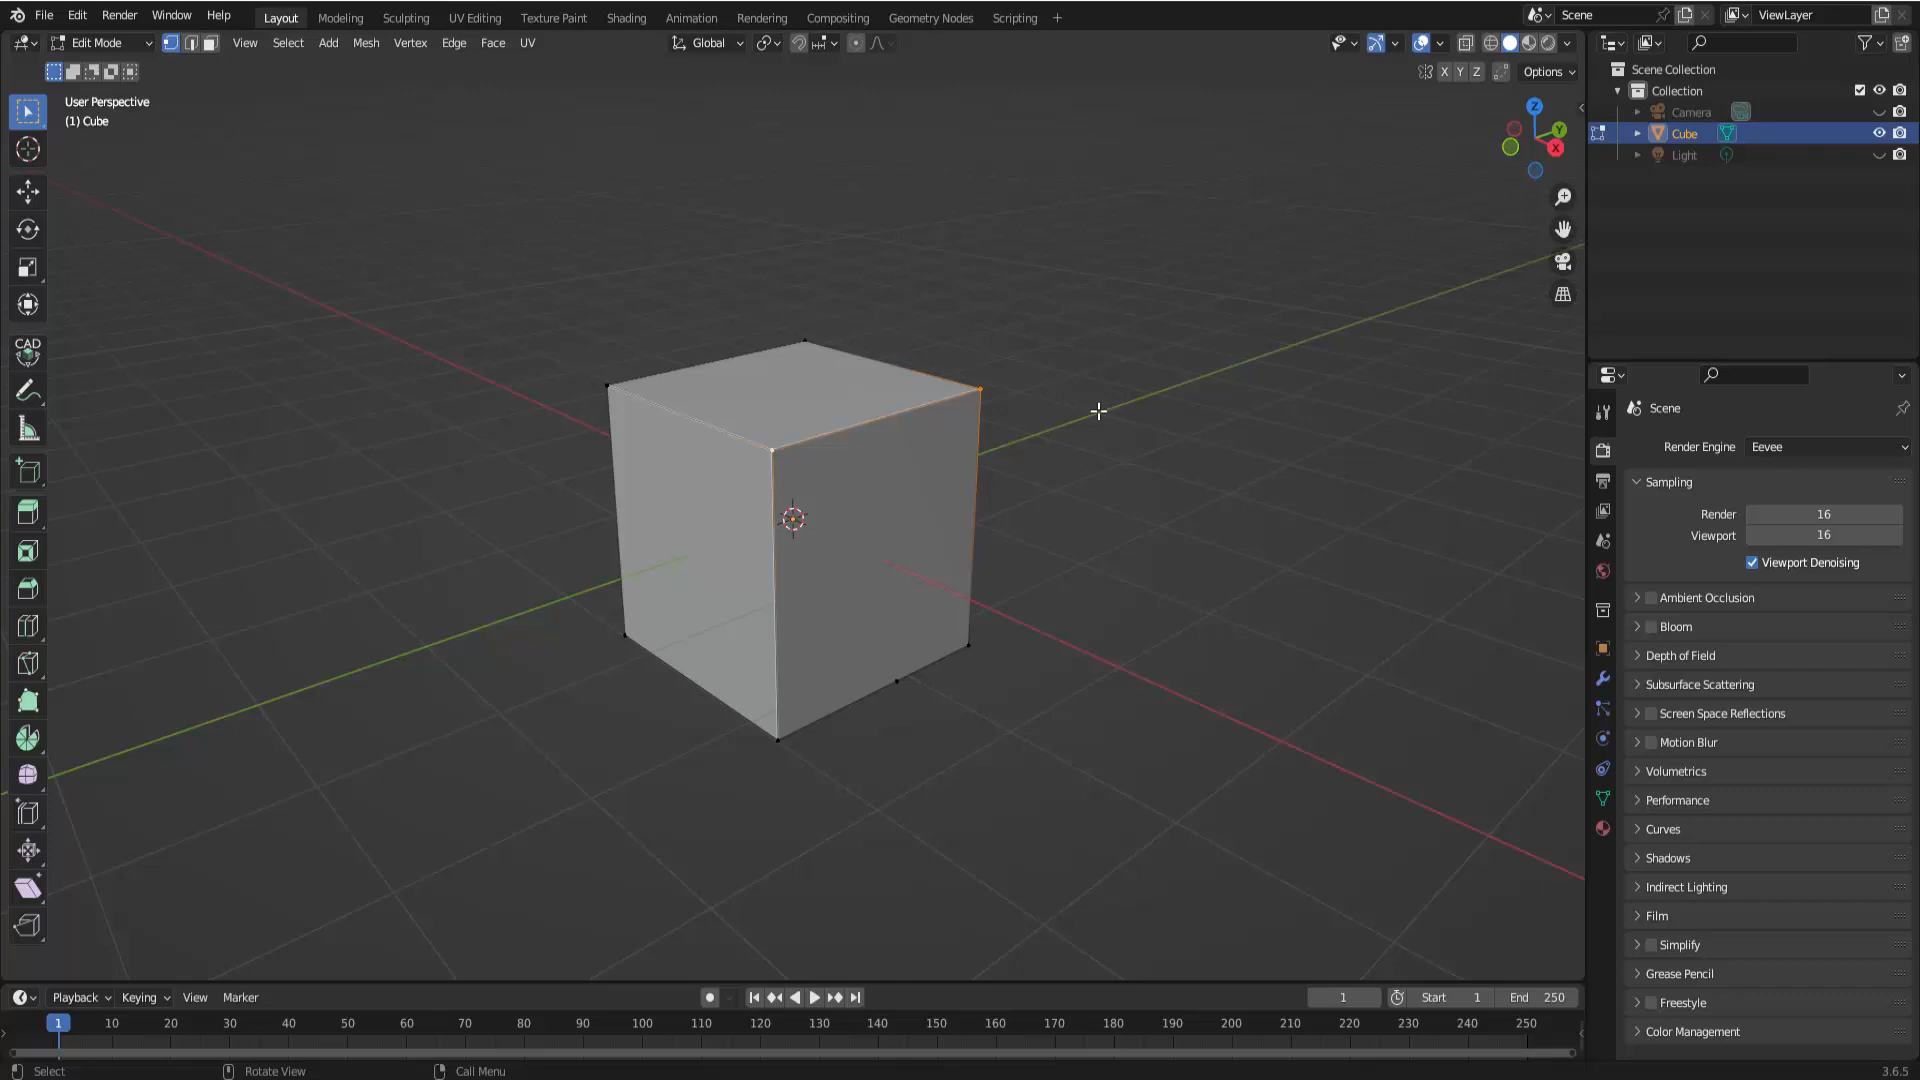 File Edit Render Window Help Layout Modeling Sculpting UV Editing Texture Paint Shading Animation Rendering Compositing Geometry Nodes Scripting + Scene ViewLayer
Edit Mode View Select Add Mesh Vertex Edge Face UV Global
X Y Z Options
User Perspective
(1) Cube
Z
Y
X
CAD
Scene Collection
Collection
Camera
Cube
Light
Scene
Render Engine Eevee
Sampling
Render 16
Viewport 16
Viewport Denoising
Ambient Occlusion
Bloom
Depth of Field
Subsurface Scattering
Screen Space Reflections
Motion Blur
Volumetrics
Performance
Curves
Shadows
Indirect Lighting
Film
Simplify
Grease Pencil
Freestyle
Color Management
Playback Keying View Marker 1 Start 1 End 250
1 10 20 30 40 50 60 70 80 90 100 110 120 130 140 150 160 170 180 190 200 210 220 230 240 250
Select Rotate View Call Menu 3.6.5